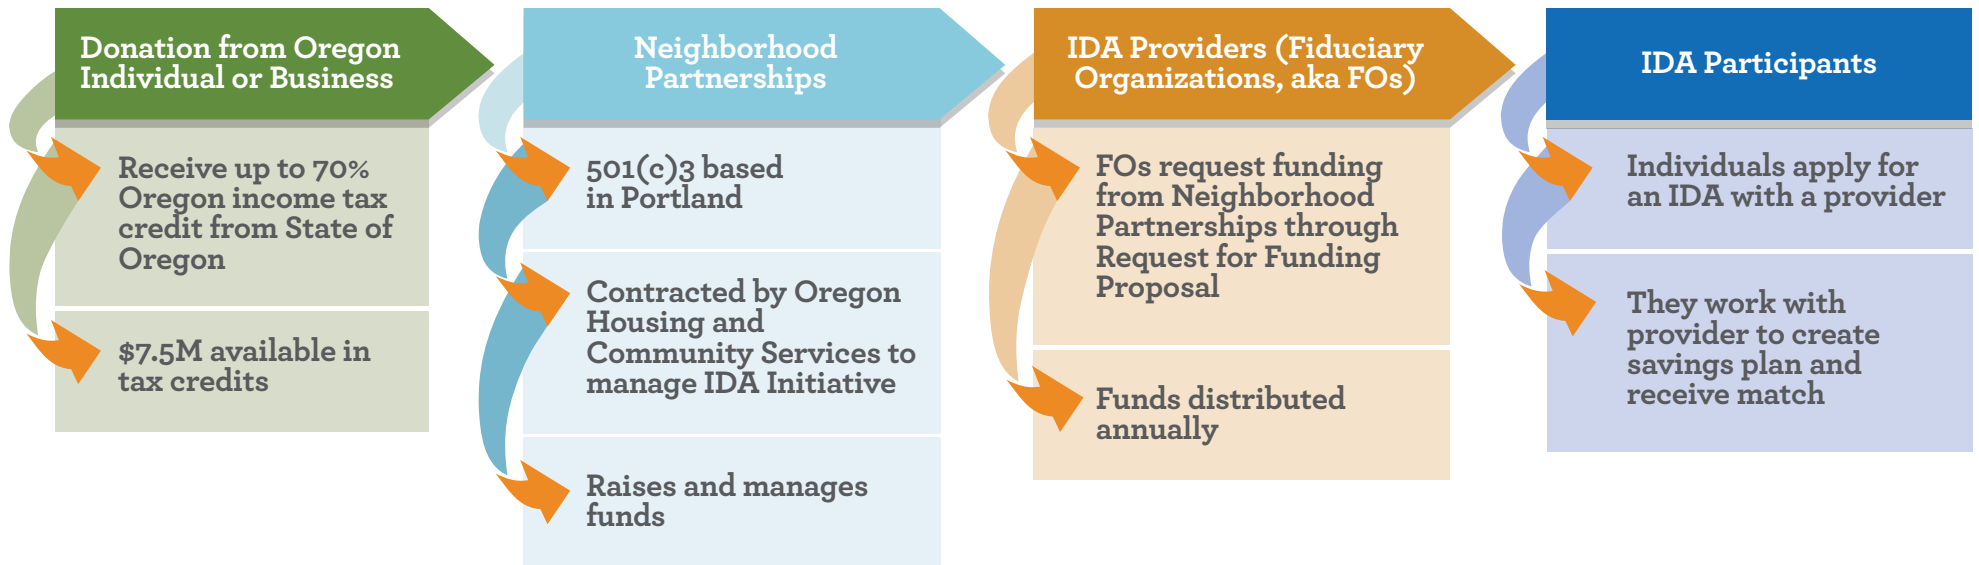 Donation from Oregon
Individual or Business
Receive up to 70%
Oregon income tax
credit from State of
Oregon
$7.5M available in
tax credits
Neighborhood
Partnerships
501(c)3 based
in Portland
Contracted by Oregon
Housing and
Community Services to
manage IDA Initiative
Raises and manages
funds
IDA Providers (Fiduciary
Organizations, aka FOs)
FOs request funding
from Neighborhood
Partnerships through
Request for Funding
Proposal
Funds distributed
annually
IDA Participants
Individuals apply for
an IDA with a provider
They work with
provider to create
savings plan and
receive match